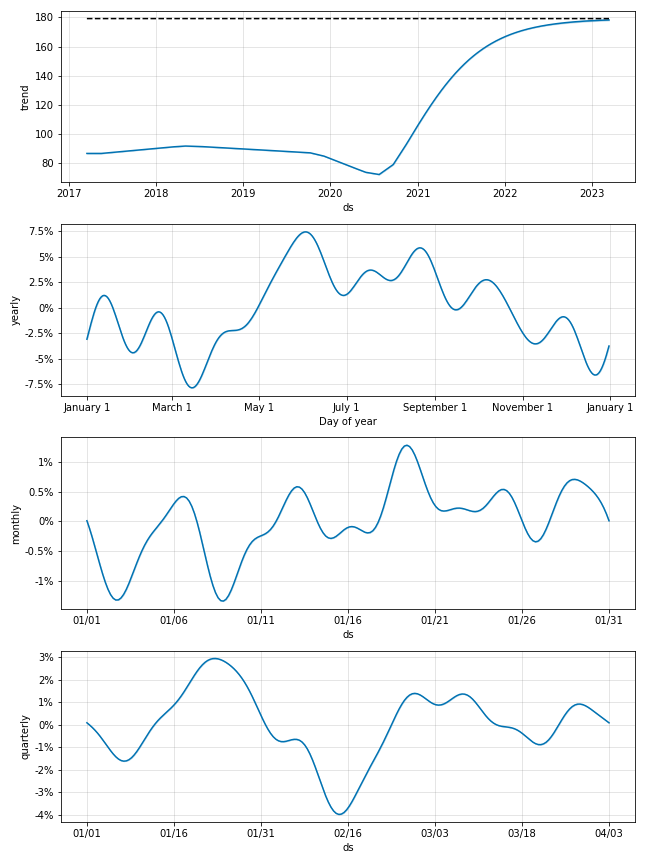 180
160
140
120
100
80
trend
2017 2018 2019 2020 2021 2022 2023
ds
7.5%
5%
2.5%
0%
-2.5%
-5%
-7.5%
yearly
January 1 March 1 May 1 July 1 September 1 November 1 January 1
Day of year
1%
0.5%
0%
-0.5%
-1%
monthly
01/01 01/06 01/11 01/16 01/21 01/26 01/31
ds
3%
2%
1%
0%
-1%
-2%
-3%
-4%
quarterly
01/01 01/16 01/31 02/16 03/03 03/18 04/03
ds